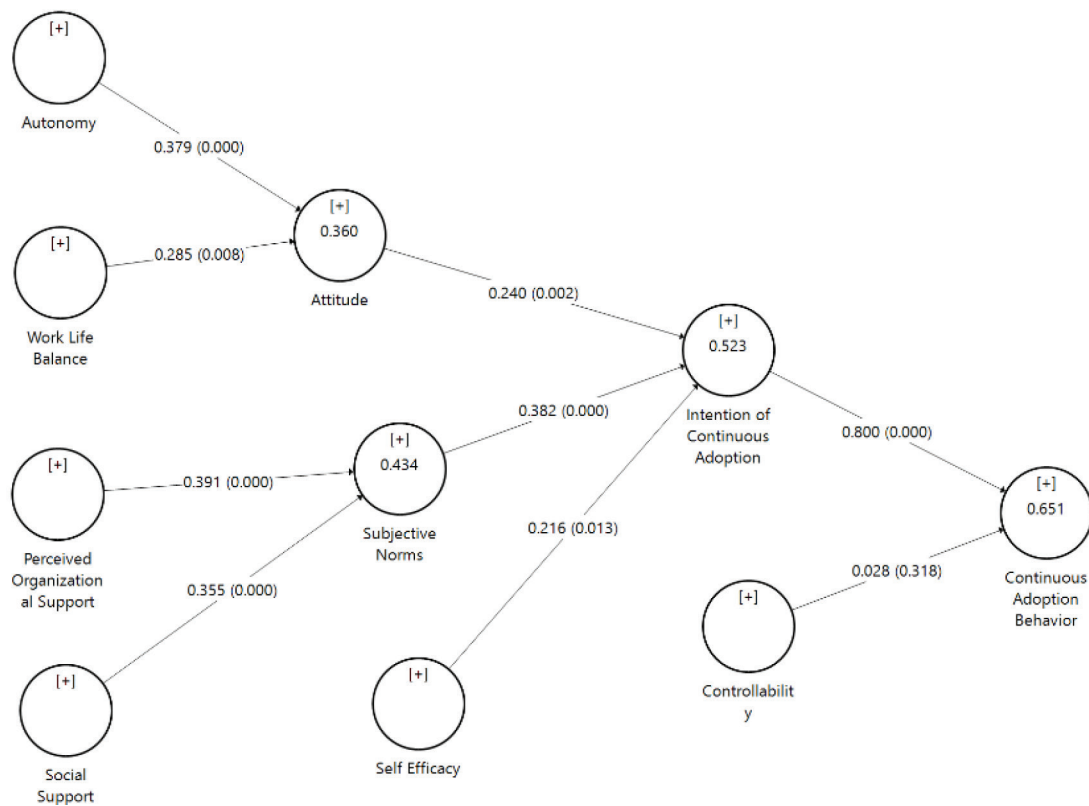 [+]
Autonomy
0.379 (0.000)
[+]
0.360
Attitude
[+]
Work Life
Balance
0.285 (0.008)
0.240 (0.002)
[+]
0.523
Intention of
Continuous
Adoption
0.382 (0.000)
[+]
0.434
Subjective
Norms
[+]
Perceived
Organization
al Support
0.391 (0.000)
0.800 (0.000)
[+]
0.651
Continuous
Adoption
Behavior
0.216 (0.013)
0.355 (0.000)
0.028 (0.318)
[+]
Controllabilit
y
[+]
Social
Support
[+]
Self Efficacy